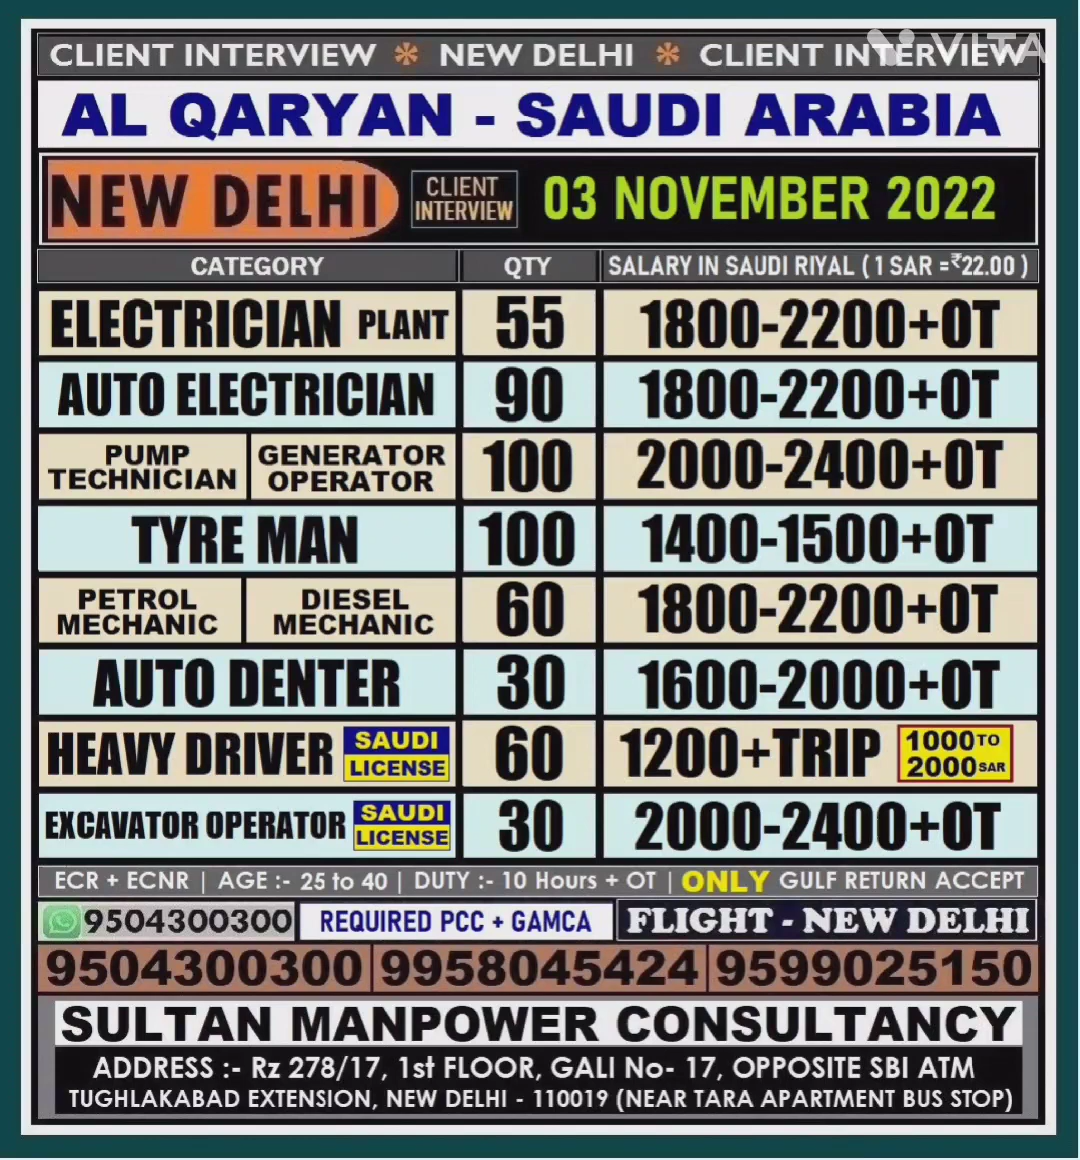 CLIENT INTERVIEW * NEW DELHI * CLIENT INTERVIEW
VITA
AL QARYAN - SAUDI ARABIA
NEW DELHI CLIENT INTERVIEW 03 NOVEMBER 2022
CATEGORY QTY SALARY IN SAUDI RIYAL ( 1 SAR =₹22.00 )
ELECTRICIAN PLANT 55 1800-2200+OT
AUTO ELECTRICIAN 90 1800-2200+OT
PUMP TECHNICIAN GENERATOR OPERATOR 100 2000-2400+OT
TYRE MAN 100 1400-1500+OT
PETROL MECHANIC DIESEL MECHANIC 60 1800-2200+OT
AUTO DENTER 30 1600-2000+OT
HEAVY DRIVER SAUDI LICENSE 60 1200+TRIP 1000 TO 2000 SAR
EXCAVATOR OPERATOR SAUDI LICENSE 30 2000-2400+OT
ECR + ECNR | AGE :- 25 to 40 | DUTY :- 10 Hours + OT | ONLY GULF RETURN ACCEPT
9504300300 REQUIRED PCC + GAMCA FLIGHT - NEW DELHI
9504300300 9958045424 9599025150
SULTAN MANPOWER CONSULTANCY
ADDRESS :- Rz 278/17, 1st FLOOR, GALI No- 17, OPPOSITE SBI ATM
TUGHLAKABAD EXTENSION, NEW DELHI - 110019 (NEAR TARA APARTMENT BUS STOP)